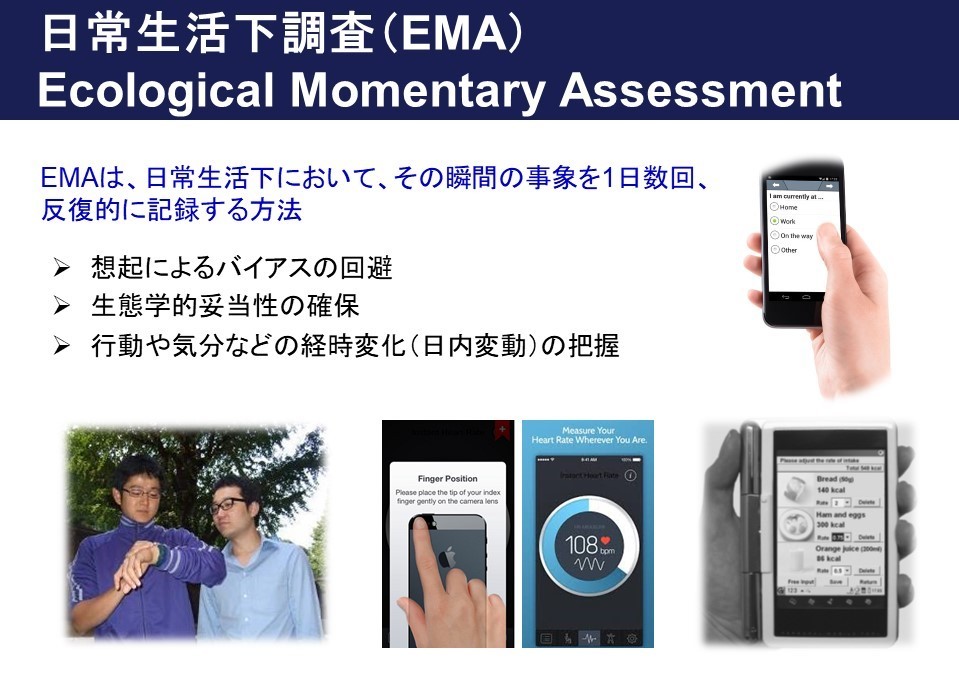 日常生活下調査（EMA）
Ecological Momentary Assessment
EMAは、日常生活下において、その瞬間の事象を1日数回、
反復的に記録する方法
➢ 想起によるバイアスの回避
➢ 生態学的妥当性の確保
➢ 行動や気分などの経時変化（日内変動）の把握
I am currently at ...
Home
Work
On the way
Other
Finger Position
Please place the tip of your index
finger gently on the camera lens
Measure Your
Heart Rate Wherever You Are.
9:41 AM
100%
Instant Heart Rate
108 bpm
Please adjust the rate of intake
Total 546 kcal
Bread (60g)
140 kcal
Rate 2 Delete
Ham and eggs
300 kcal
Rate 0.75 Delete
Orange juice (200ml)
86 kcal
Rate 0.5 Delete
Free Input Save Return